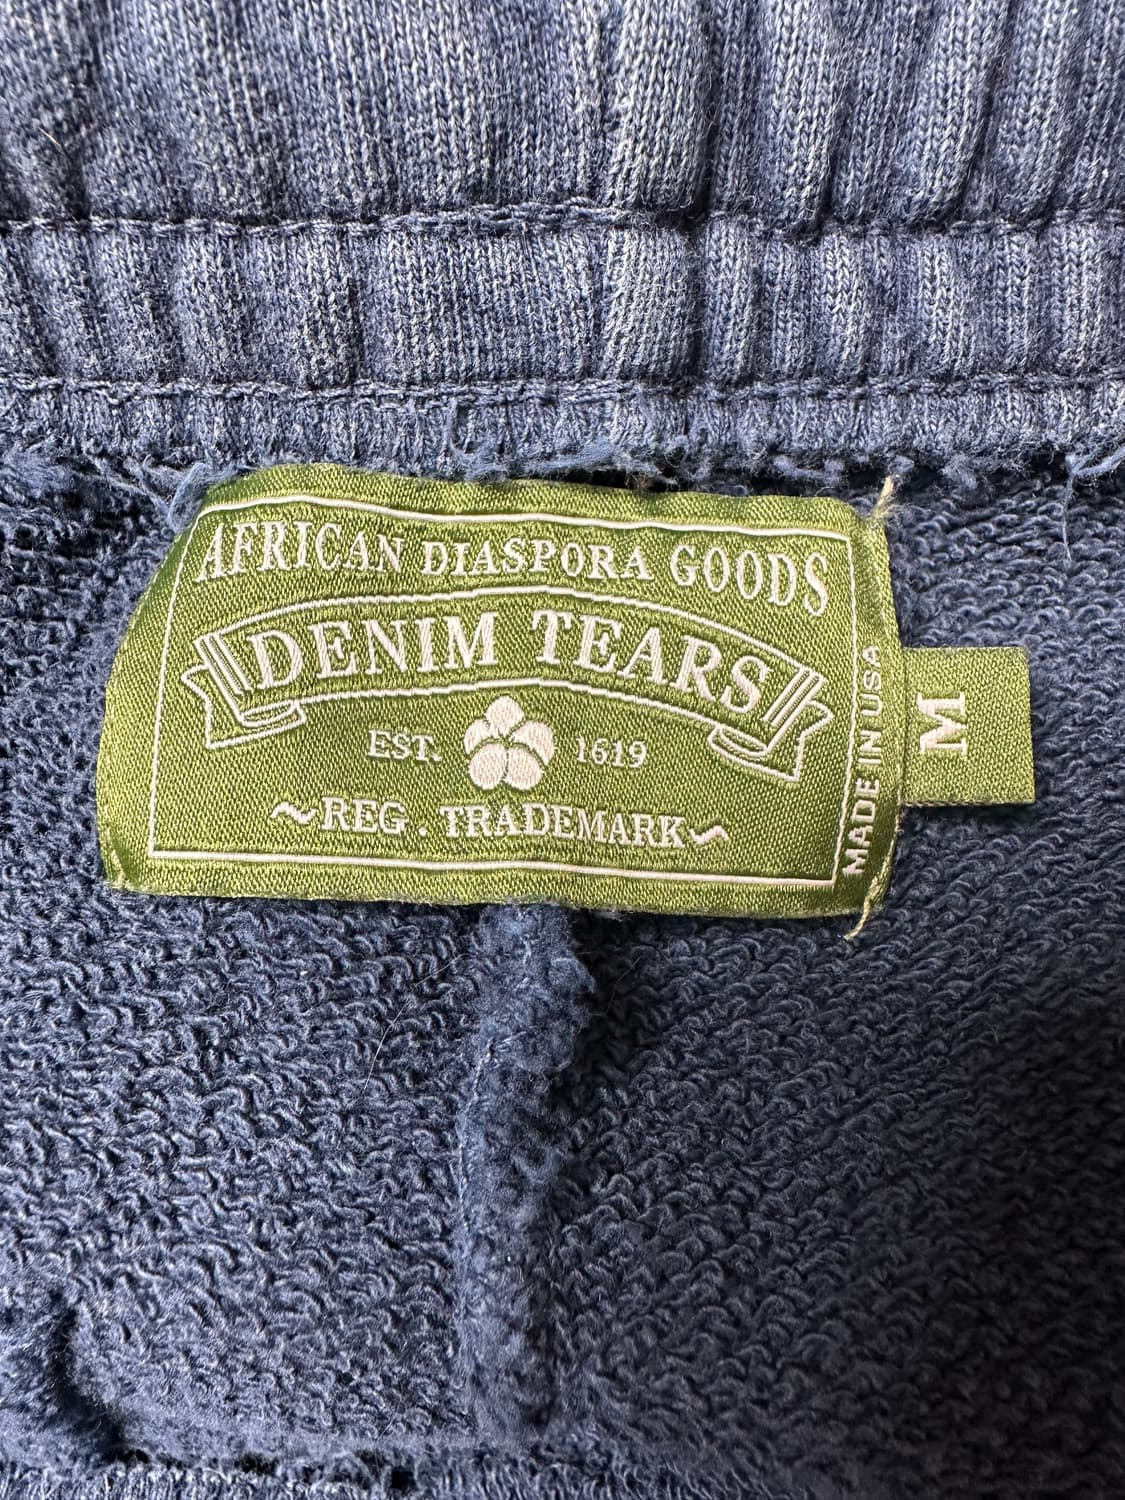 AFRICAN DIASPORA GOODS
DENIM TEARS
EST. 1619
~REG. TRADEMARK~
MADE IN USA
M